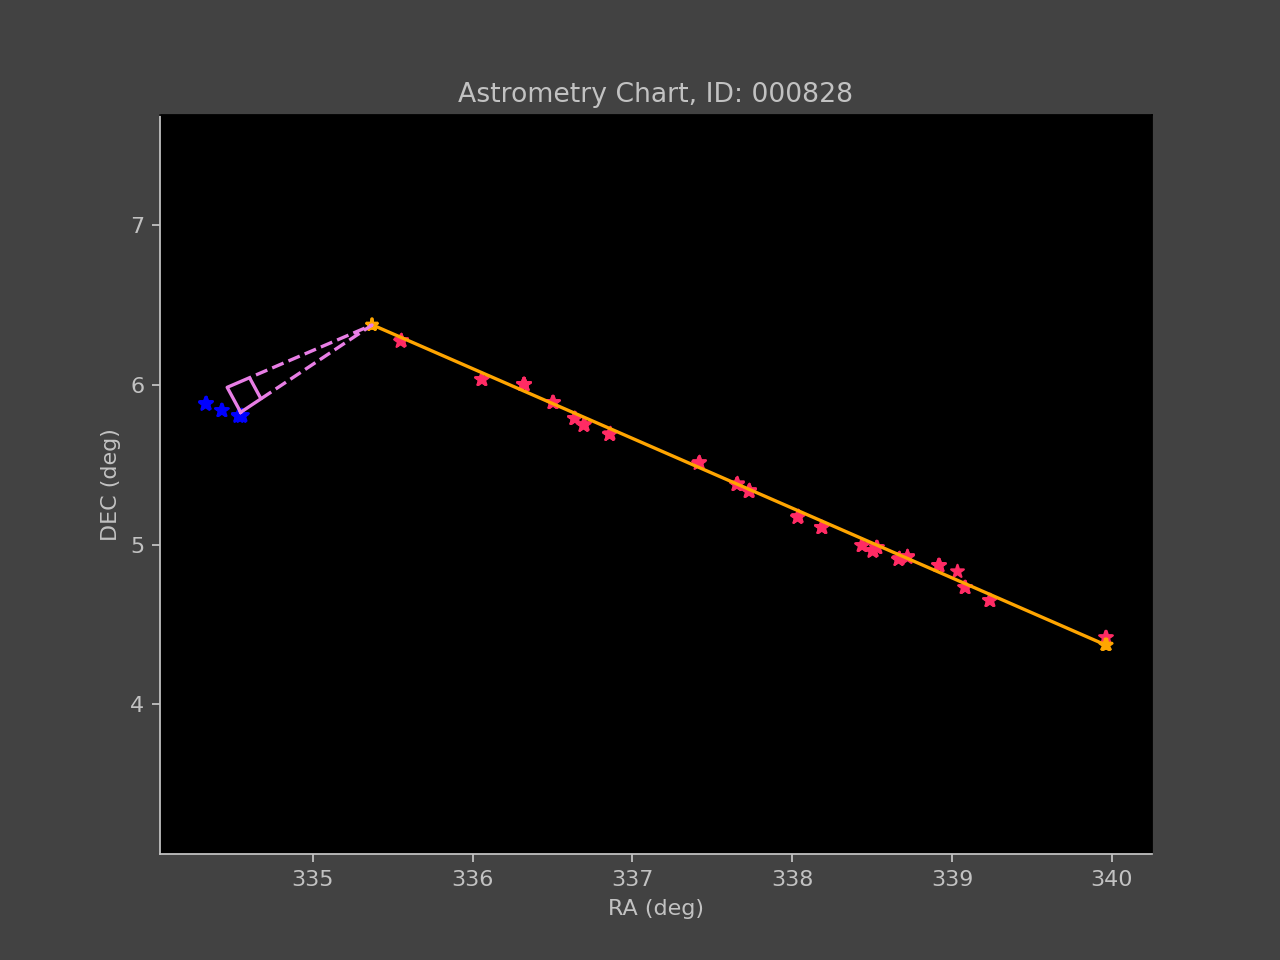 Astrometry Chart, ID: 000828
7
6
5
4
DEC (deg)
335 336 337 338 339 340
RA (deg)